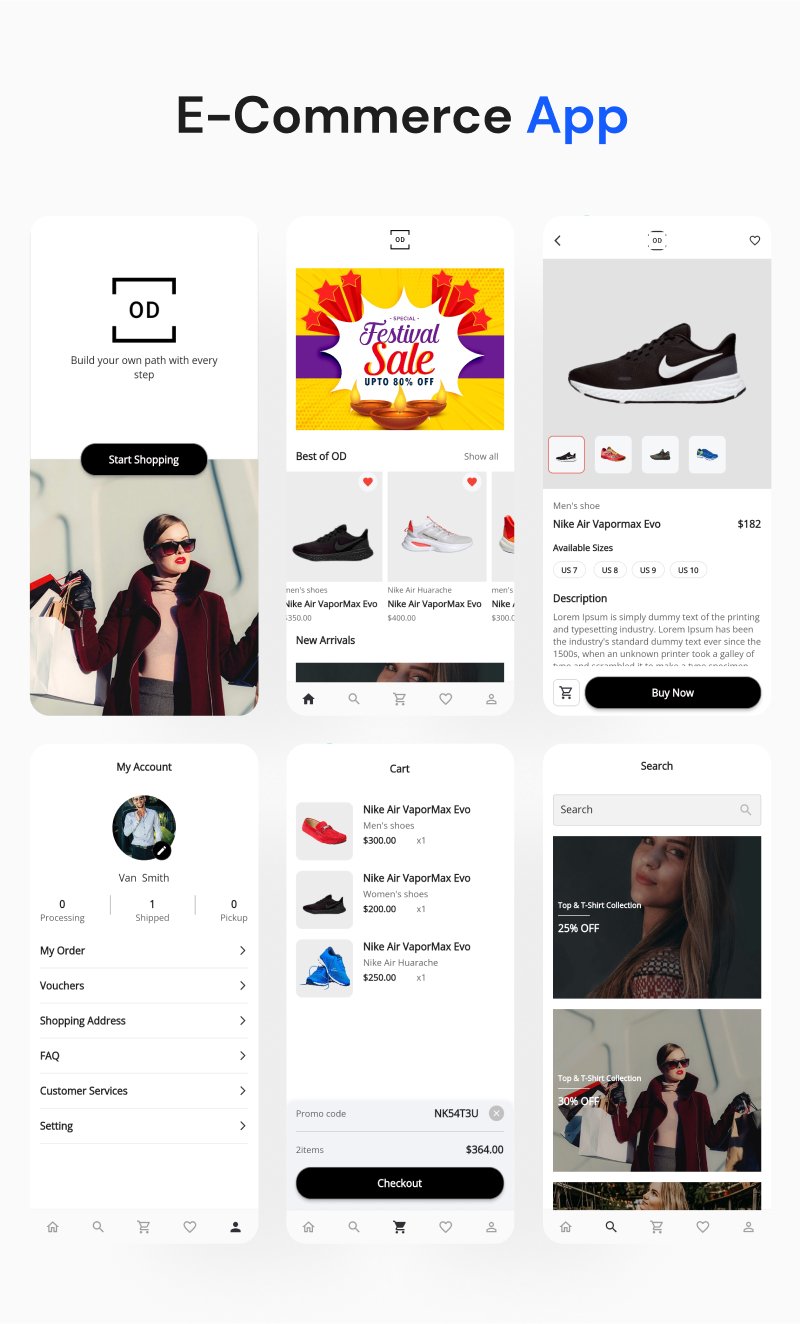 E-Commerce App
OD
Build your own path with every
step
Start Shopping
OD
- SPECIAL -
Festival
Sale
UPTO 80% OFF
Best of OD
Show all
men's shoes
Nike Air VaporMax Evo
$350.00
Nike Air Huarache
Nike Air VaporMax Evo
$400.00
men's
Nike A
$300.0
New Arrivals
OD
Men's shoe
Nike Air Vapormax Evo
$182
Available Sizes
US 7
US 8
US 9
US 10
Description
Lorem Ipsum is simply dummy text of the printing
and typesetting industry. Lorem Ipsum has been
the industry's standard dummy text ever since the
1500s, when an unknown printer took a galley of
type and scrambled it to make a type specimen
Buy Now
My Account
Van Smith
0
Processing
1
Shipped
0
Pickup
My Order
Vouchers
Shopping Address
FAQ
Customer Services
Setting
Cart
Nike Air VaporMax Evo
Men's shoes
$300.00 x1
Nike Air VaporMax Evo
Women's shoes
$200.00 x1
Nike Air VaporMax Evo
Nike Air Huarache
$250.00 x1
Promo code
NK54T3U
2items
$364.00
Checkout
Search
Search
Top & T-Shirt Collection
25% OFF
Top & T-Shirt Collection
30% OFF